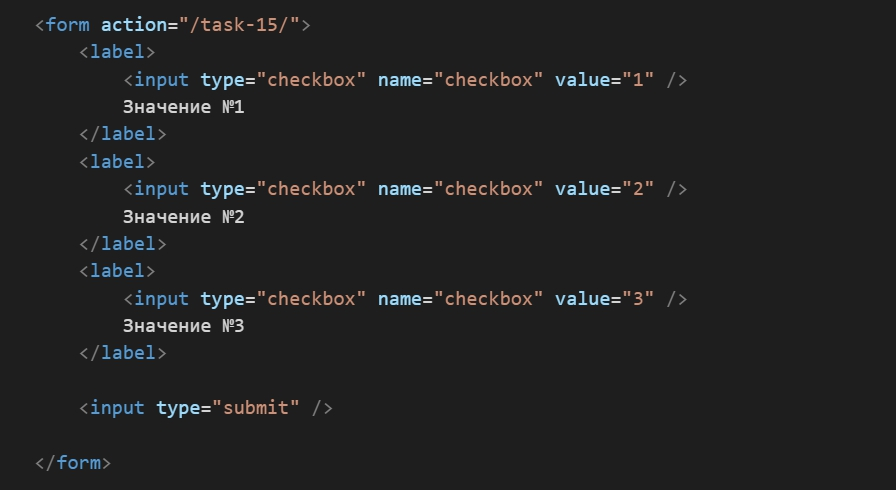 <form action="/task-15/">
<label>
<input type="checkbox" name="checkbox" value="1" />
Значение №1
</label>
<label>
<input type="checkbox" name="checkbox" value="2" />
Значение №2
</label>
<label>
<input type="checkbox" name="checkbox" value="3" />
Значение №3
</label>
<input type="submit" />
</form>